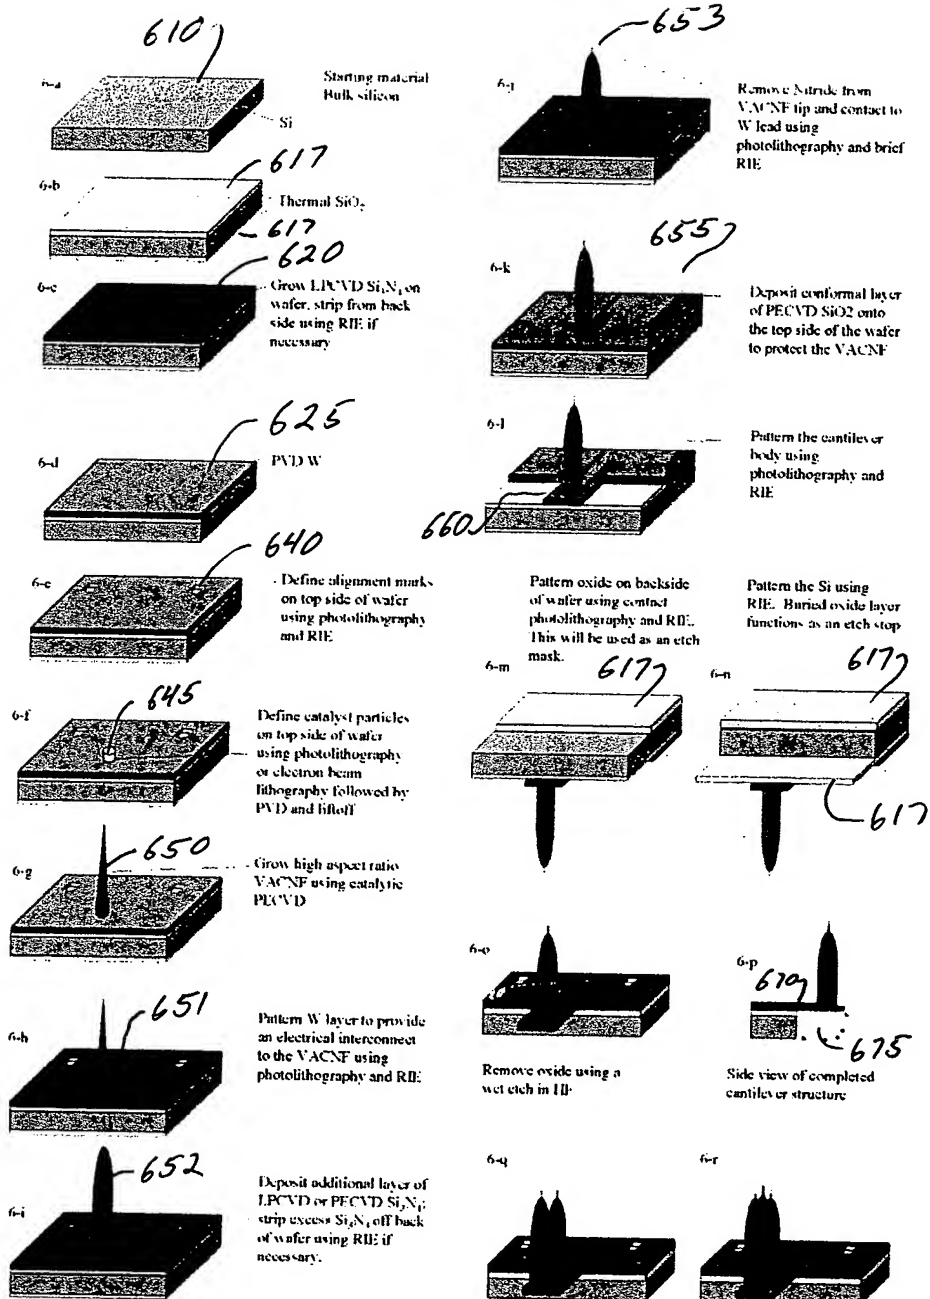 610
6-a
Starting material
Bulk silicon
Si
617
6-b
Thermal SiO₂
617
620
6-c
Grow LPCVD Si₃N₄ on
wafer, strip from back
side using RIE if
necessary
625
6-d
PVD W
640
6-e
Define alignment marks
on top side of wafer
using photolithography
and RIE
645
6-f
Define catalyst particles
on top side of wafer
using photolithography
or electron beam
lithography followed by
PVD and liftoff
650
6-g
Grow high aspect ratio
VACNF using catalytic
PECVD
651
6-h
Pattern W layer to provide
an electrical interconnect
to the VACNF using
photolithography and RIE
652
6-i
Deposit additional layer of
LPCVD or PECVD Si₃N₄;
strip excess Si₃N₄ off back
of wafer using RIE if
necessary.
653
Remove Nitride from
VACNF tip and contact to
W lead using
photolithography and brief
RIE
655
6-k
Deposit conformal layer
of PECVD SiO2 onto
the top side of the wafer
to protect the VACNF
6-l
Pattern the cantilever
body using
photolithography and
RIE
660
Pattern oxide on backside
of wafer using contact
photolithography and RIE.
This will be used as an etch
mask.
6-m
617
Pattern the Si using
RIE. Buried oxide layer
functions as an etch stop
6-n
617
617
6-o
Remove oxide using a
wet etch in HF
6-p
670
675
Side view of completed
cantilever structure
6-q
6-r